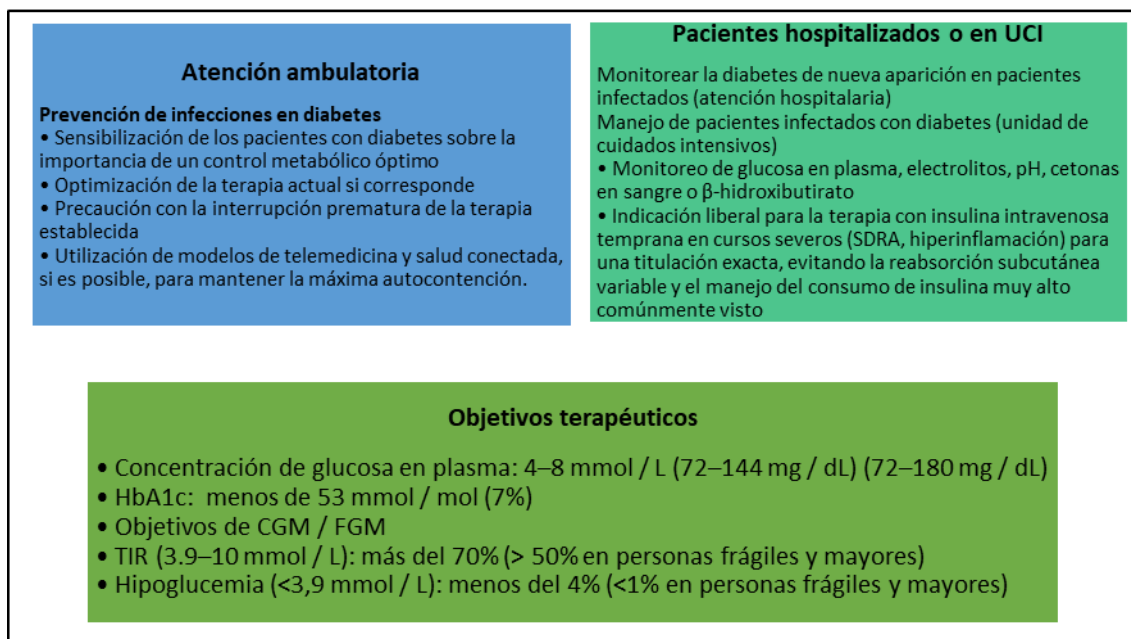 Atención ambulatoria
Prevención de infecciones en diabetes
• Sensibilización de los pacientes con diabetes sobre la
importancia de un control metabólico óptimo
• Optimización de la terapia actual si corresponde
• Precaución con la interrupción prematura de la terapia
establecida
• Utilización de modelos de telemedicina y salud conectada,
si es posible, para mantener la máxima autocontención.
Pacientes hospitalizados o en UCI
Monitorear la diabetes de nueva aparición en pacientes
infectados (atención hospitalaria)
Manejo de pacientes infectados con diabetes (unidad de
cuidados intensivos)
• Monitoreo de glucosa en plasma, electrolitos, pH, cetonas
en sangre o β-hidroxibutirato
• Indicación liberal para la terapia con insulina intravenosa
temprana en cursos severos (SDRA, hiperinflamación) para
una titulación exacta, evitando la reabsorción subcutánea
variable y el manejo del consumo de insulina muy alto
comúnmente visto
Objetivos terapéuticos
• Concentración de glucosa en plasma: 4–8 mmol / L (72–144 mg / dL) (72–180 mg / dL)
• HbA1c: menos de 53 mmol / mol (7%)
• Objetivos de CGM / FGM
• TIR (3.9–10 mmol / L): más del 70% (> 50% en personas frágiles y mayores)
• Hipoglucemia (<3,9 mmol / L): menos del 4% (<1% en personas frágiles y mayores)